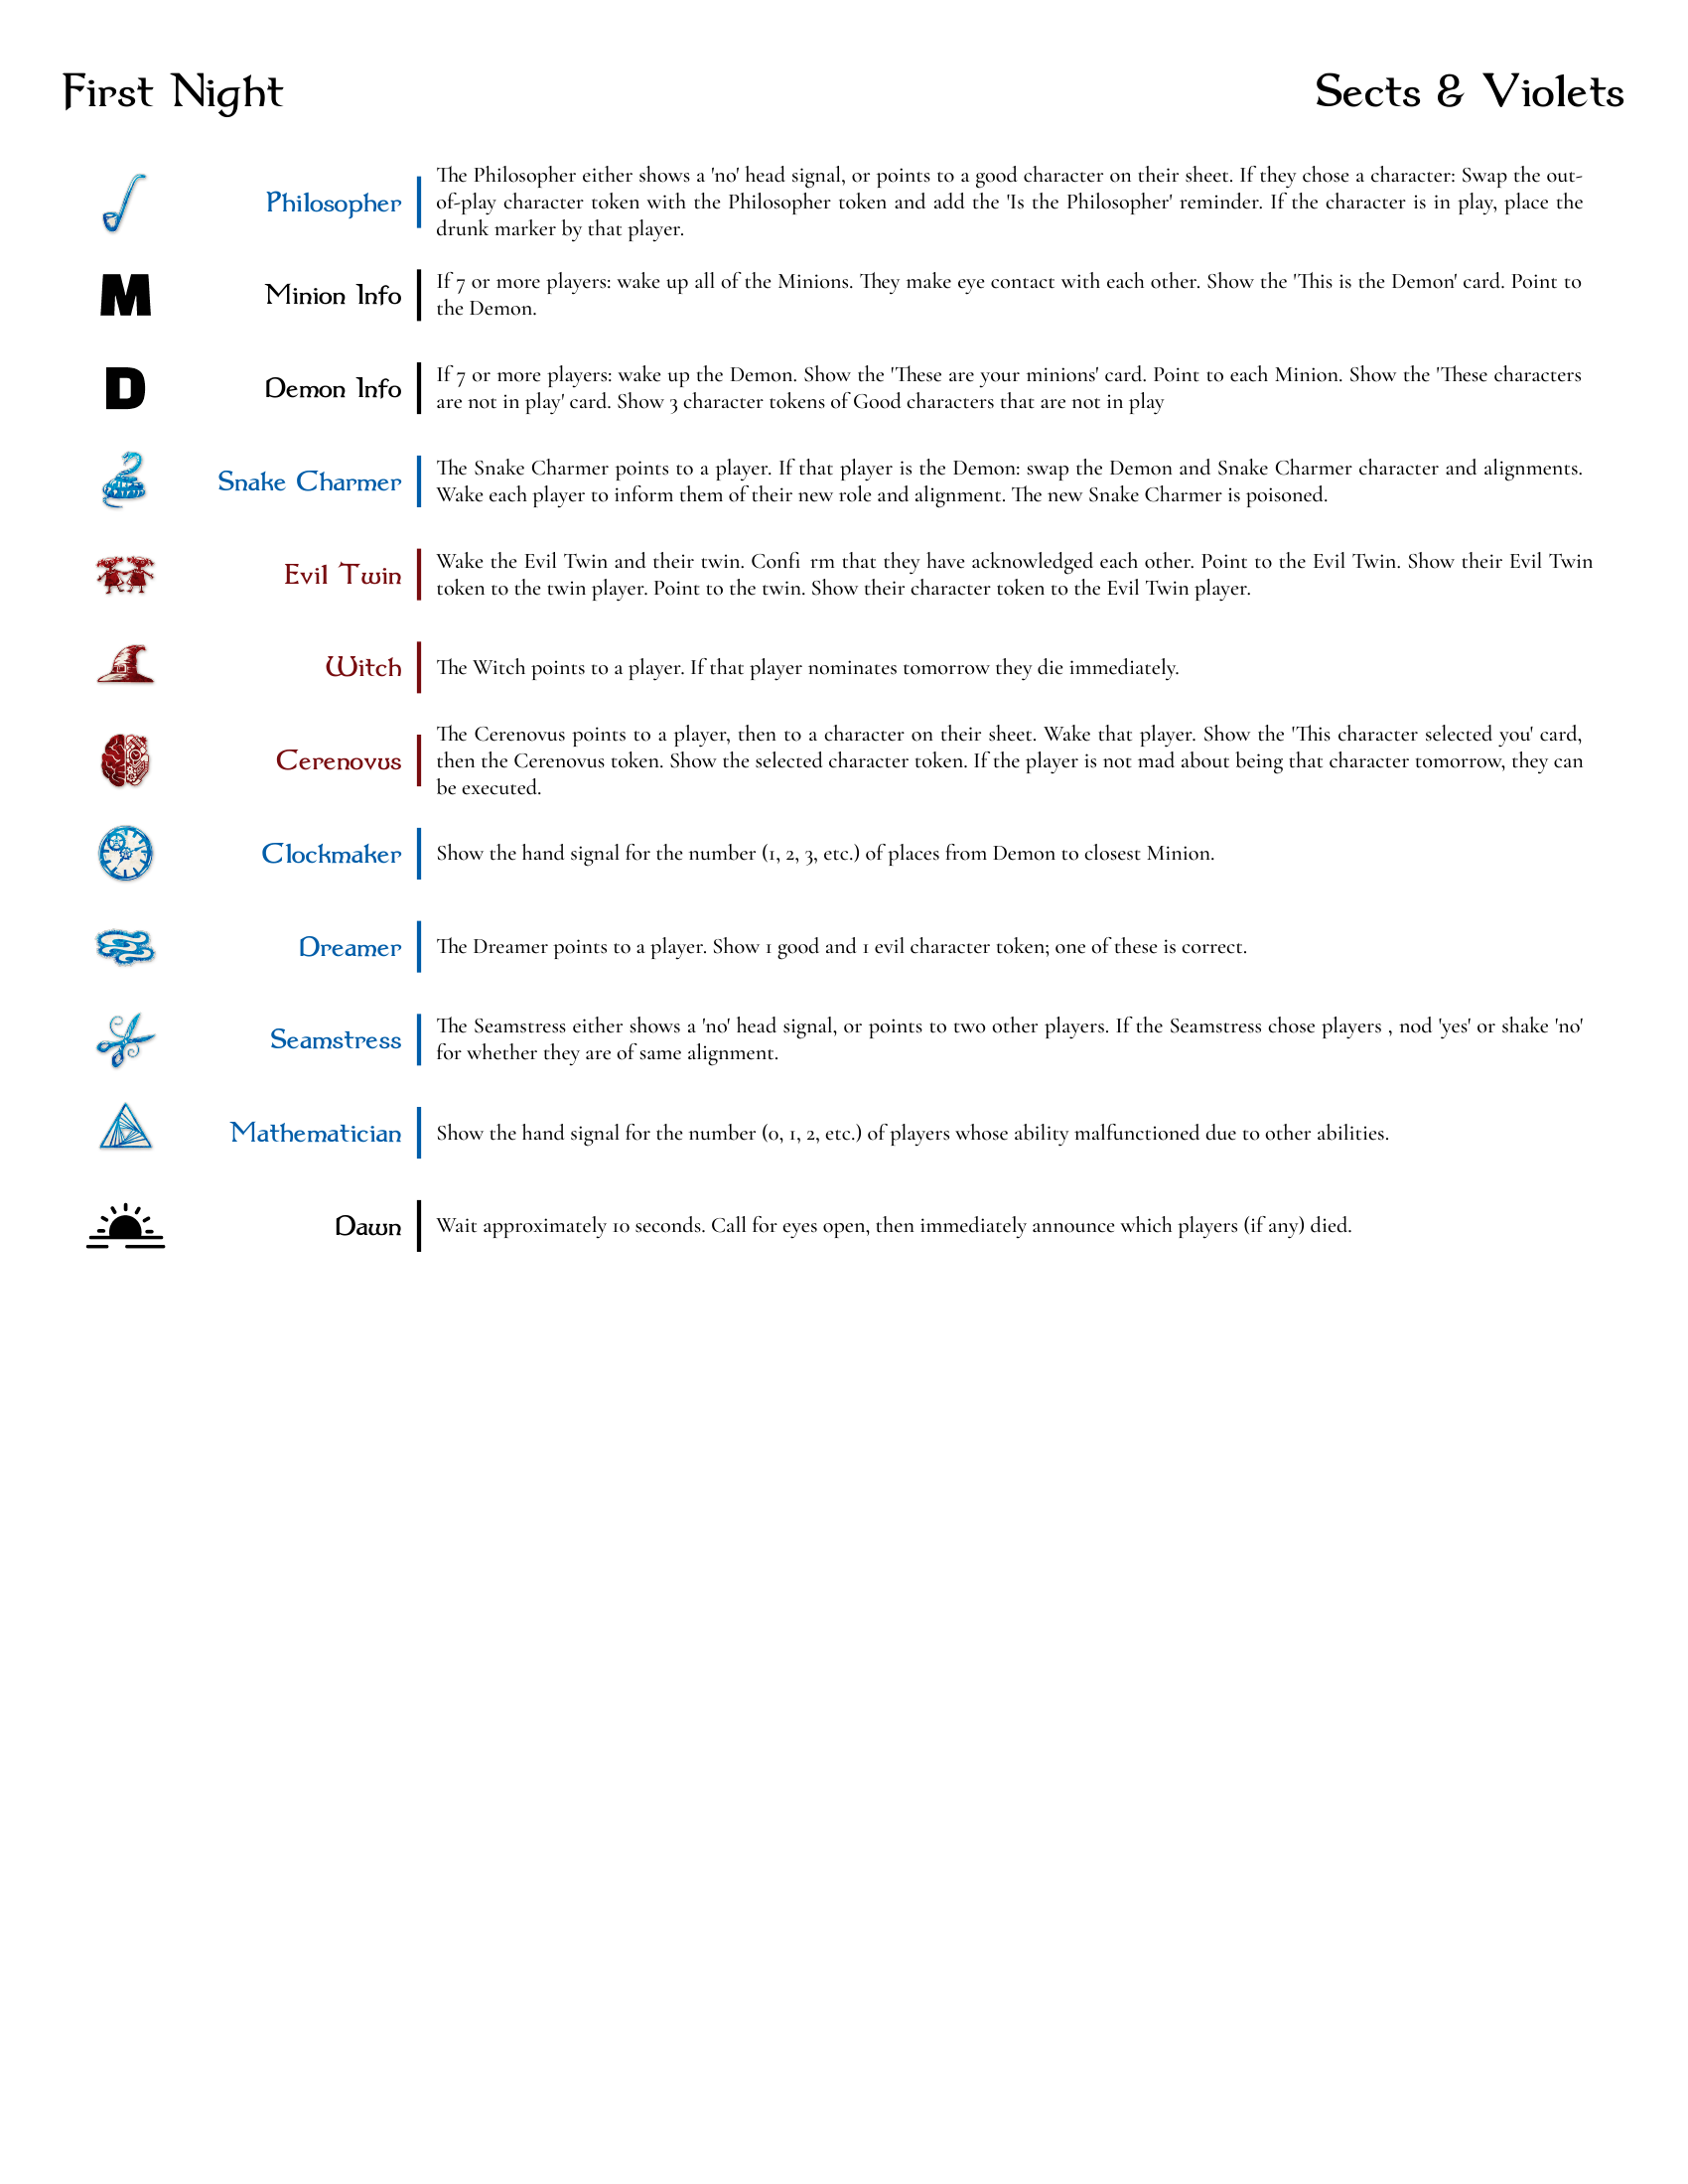 First Night
Sects & Violets
Philosopher
The Philosopher either shows a 'no' head signal, or points to a good character on their sheet. If they chose a character: Swap the out-
of-play character token with the Philosopher token and add the 'Is the Philosopher' reminder. If the character is in play, place the
drunk marker by that player.
M
Minion Info
If 7 or more players: wake up all of the Minions. They make eye contact with each other. Show the 'This is the Demon' card. Point to
the Demon.
D
Demon Info
If 7 or more players: wake up the Demon. Show the 'These are your minions' card. Point to each Minion. Show the 'These characters
are not in play' card. Show 3 character tokens of Good characters that are not in play
Snake Charmer
The Snake Charmer points to a player. If that player is the Demon: swap the Demon and Snake Charmer character and alignments.
Wake each player to inform them of their new role and alignment. The new Snake Charmer is poisoned.
Evil Twin
Wake the Evil Twin and their twin. Confi rm that they have acknowledged each other. Point to the Evil Twin. Show their Evil Twin
token to the twin player. Point to the twin. Show their character token to the Evil Twin player.
Witch
The Witch points to a player. If that player nominates tomorrow they die immediately.
Cerenovus
The Cerenovus points to a player, then to a character on their sheet. Wake that player. Show the 'This character selected you' card,
then the Cerenovus token. Show the selected character token. If the player is not mad about being that character tomorrow, they can
be executed.
Clockmaker
Show the hand signal for the number (1, 2, 3, etc.) of places from Demon to closest Minion.
Dreamer
The Dreamer points to a player. Show 1 good and 1 evil character token; one of these is correct.
Seamstress
The Seamstress either shows a 'no' head signal, or points to two other players. If the Seamstress chose players , nod 'yes' or shake 'no'
for whether they are of same alignment.
Mathematician
Show the hand signal for the number (0, 1, 2, etc.) of players whose ability malfunctioned due to other abilities.
Dawn
Wait approximately 10 seconds. Call for eyes open, then immediately announce which players (if any) died.